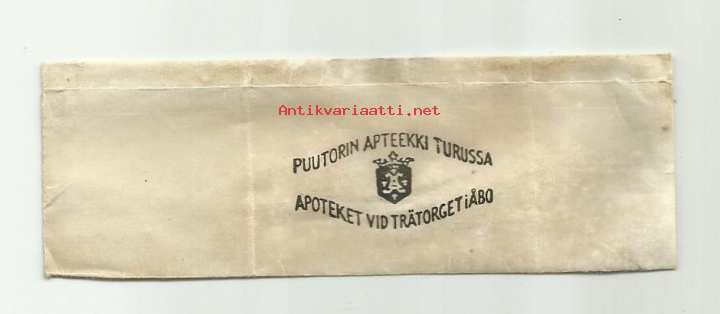 Antikvariaatti.net
PUUTORIN APTEEKKI TURUSSA
A
APOTEKET VID TRÄTORGET i ÅBO